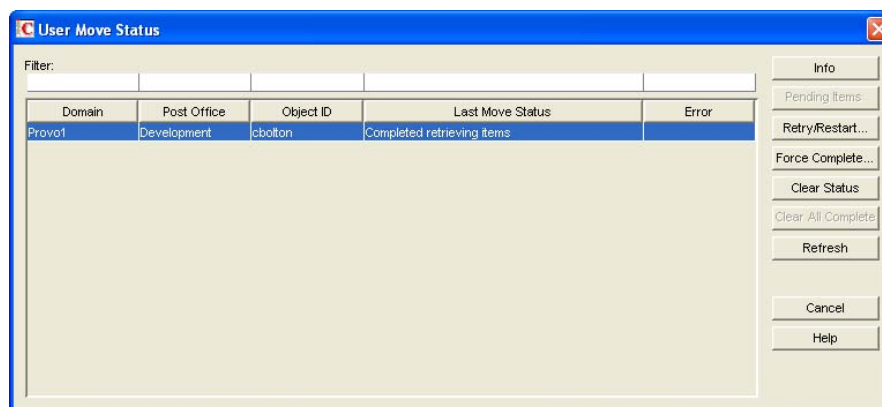 User Move Status
Filter:
Domain Post Office Object ID Last Move Status Error
Provo1 Development cbolton Completed retrieving items
Info
Pending Items
Retry/Restart...
Force Complete...
Clear Status
Clear All Complete
Refresh
Cancel
Help